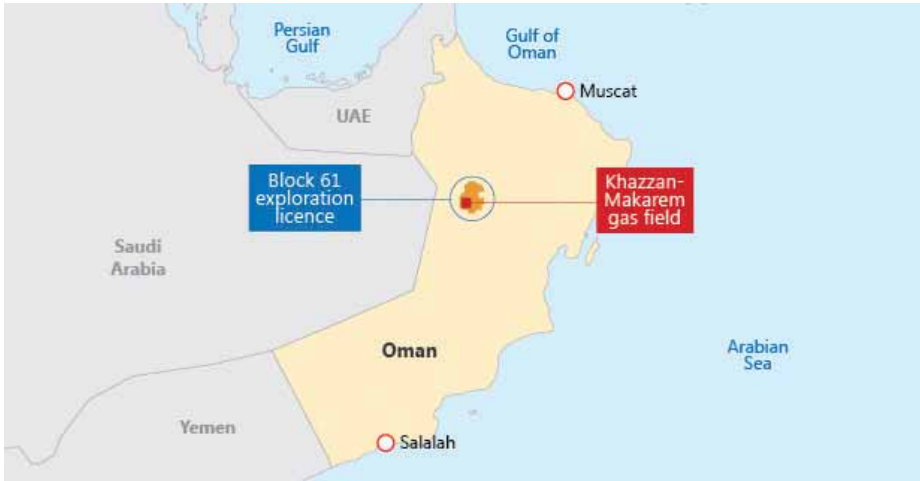 Persian
Gulf
Gulf of
Oman
Muscat
UAE
Block 61
exploration
licence
Khazzan-
Makarem
gas field
Saudi
Arabia
Oman
Arabian
Sea
Yemen
Salalah